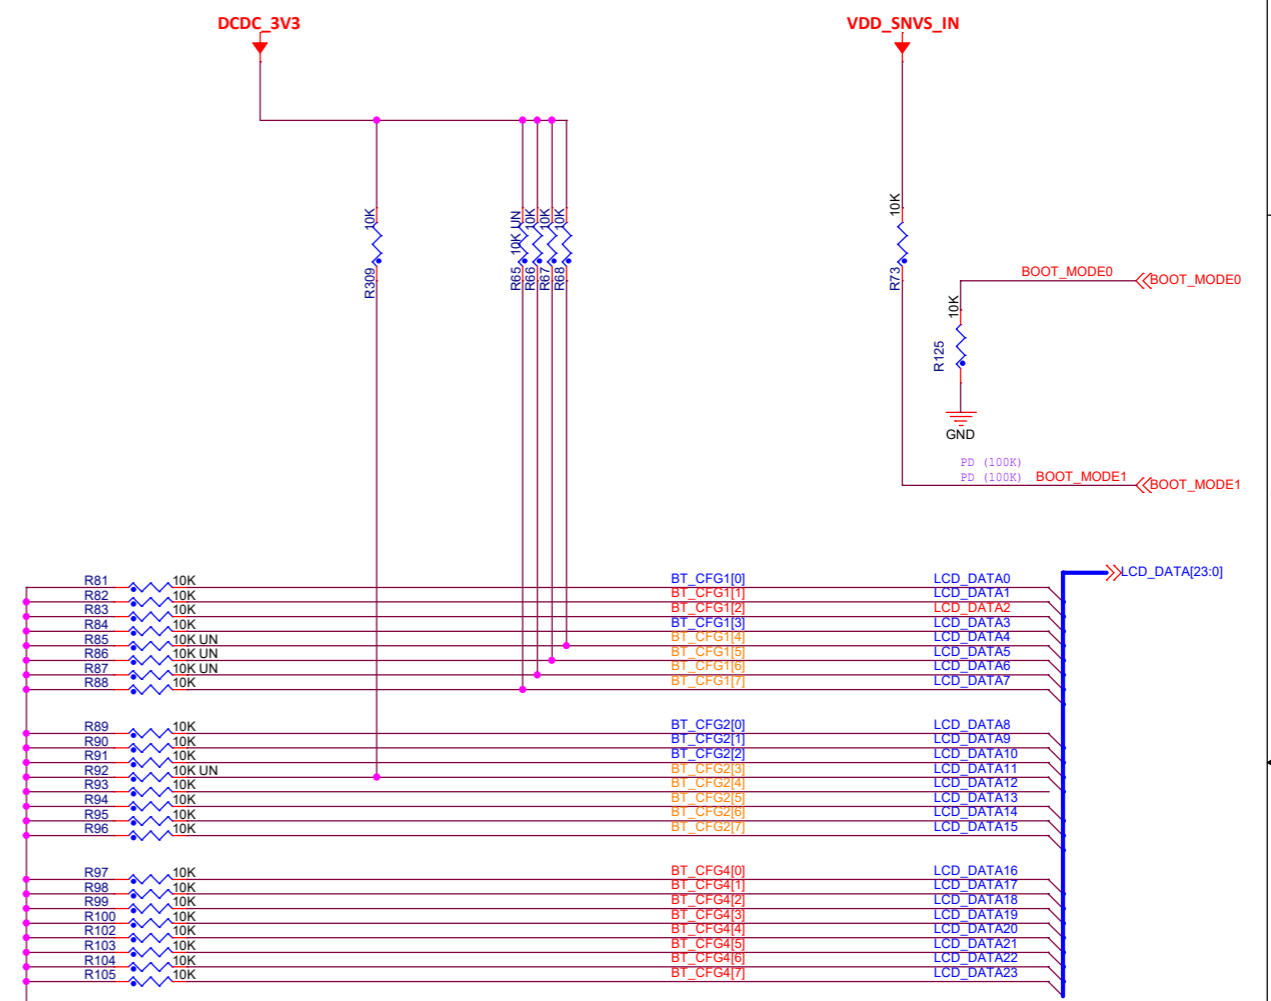 DCDC_3V3
VDD_SNVS_IN
10K
R309
10K UN
R65
10K
R66
10K
R67
10K
R68
10K
R73
BOOT_MODE0
BOOT_MODE0
10K
R125
GND
PD (100K)
PD (100K)
BOOT_MODE1
BOOT_MODE1
LCD_DATA[23:0]
R81 10K BT_CFG1[0] LCD_DATA0
R82 10K BT_CFG1[1] LCD_DATA1
R83 10K BT_CFG1[2] LCD_DATA2
R84 10K BT_CFG1[3] LCD_DATA3
R85 10K UN BT_CFG1[4] LCD_DATA4
R86 10K UN BT_CFG1[5] LCD_DATA5
R87 10K UN BT_CFG1[6] LCD_DATA6
R88 10K BT_CFG1[7] LCD_DATA7
R89 10K BT_CFG2[0] LCD_DATA8
R90 10K BT_CFG2[1] LCD_DATA9
R91 10K BT_CFG2[2] LCD_DATA10
R92 10K UN BT_CFG2[3] LCD_DATA11
R93 10K BT_CFG2[4] LCD_DATA12
R94 10K BT_CFG2[5] LCD_DATA13
R95 10K BT_CFG2[6] LCD_DATA14
R96 10K BT_CFG2[7] LCD_DATA15
R97 10K BT_CFG4[0] LCD_DATA16
R98 10K BT_CFG4[1] LCD_DATA17
R99 10K BT_CFG4[2] LCD_DATA18
R100 10K BT_CFG4[3] LCD_DATA19
R102 10K BT_CFG4[4] LCD_DATA20
R103 10K BT_CFG4[5] LCD_DATA21
R104 10K BT_CFG4[6] LCD_DATA22
R105 10K BT_CFG4[7] LCD_DATA23